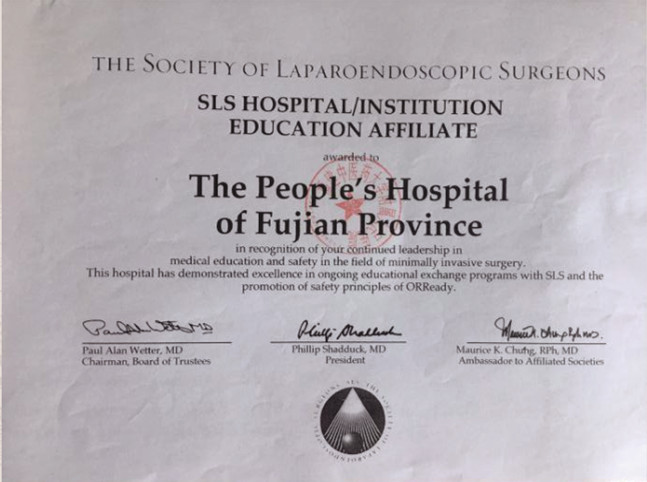 THE SOCIETY OF LAPAROENDOSCOPIC SURGEONS
SLS HOSPITAL/INSTITUTION
EDUCATION AFFILIATE
awarded to
The People's Hospital
of Fujian Province
in recognition of your continued leadership in
medical education and safety in the field of minimally invasive surgery.
This hospital has demonstrated excellence in ongoing educational exchange programs with SLS and the
promotion of safety principles of ORReady.
Paul Alan Wetter, MD
Chairman, Board of Trustees
Phillip Shadduck, MD
President
Maurice K. Chung, RPh, MD
Ambassador to Affiliated Societies